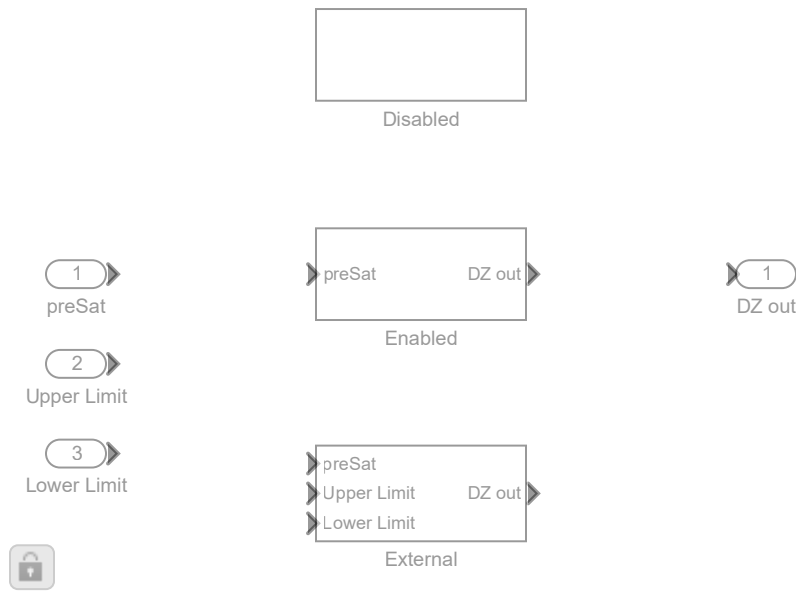 Disabled
1
preSat
preSat
DZ out
1
DZ out
Enabled
2
Upper Limit
3
Lower Limit
preSat
Upper Limit
DZ out
Lower Limit
External